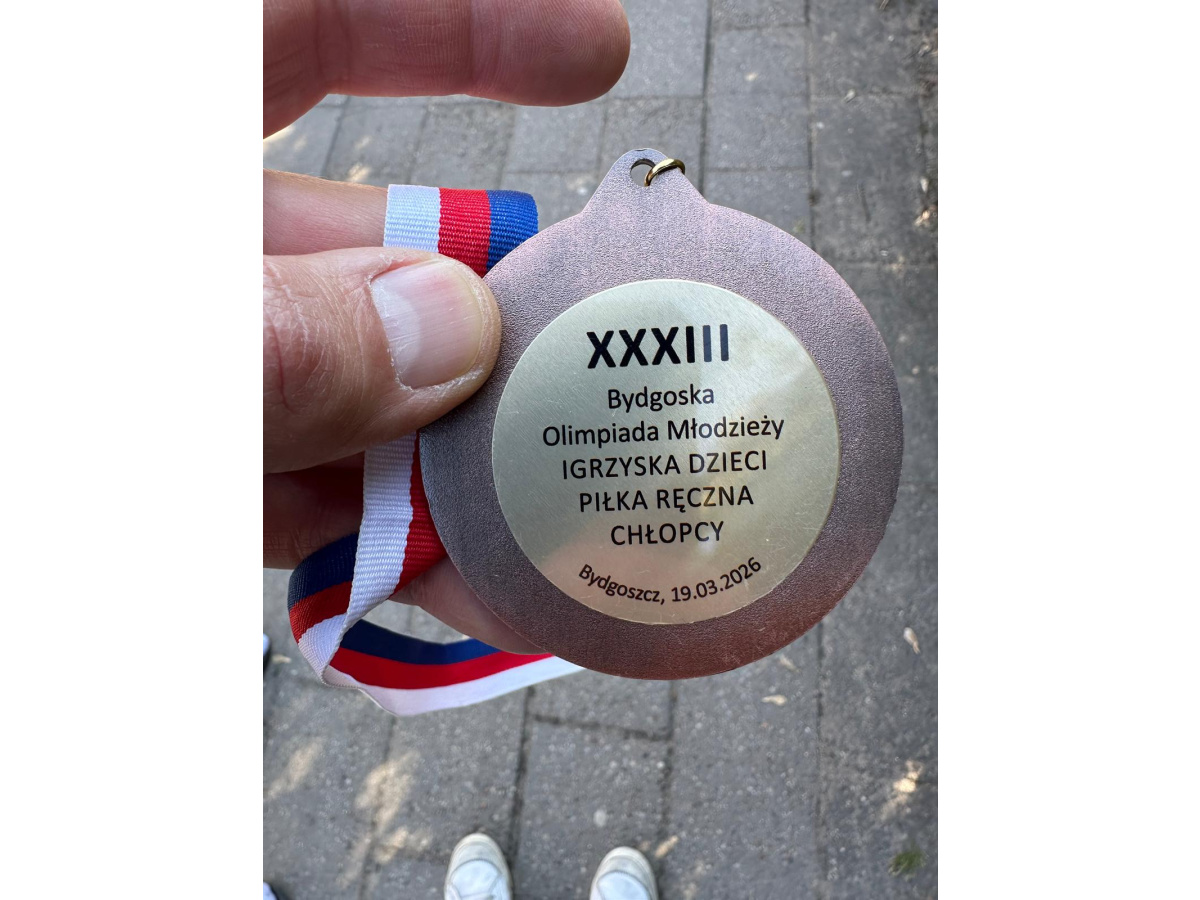 XXXIII
Bydgoska
Olimpiada Młodzieży
IGRZYSKA DZIECI
PIŁKA RĘCZNA
CHŁOPCY
Bydgoszcz, 19.03.2026